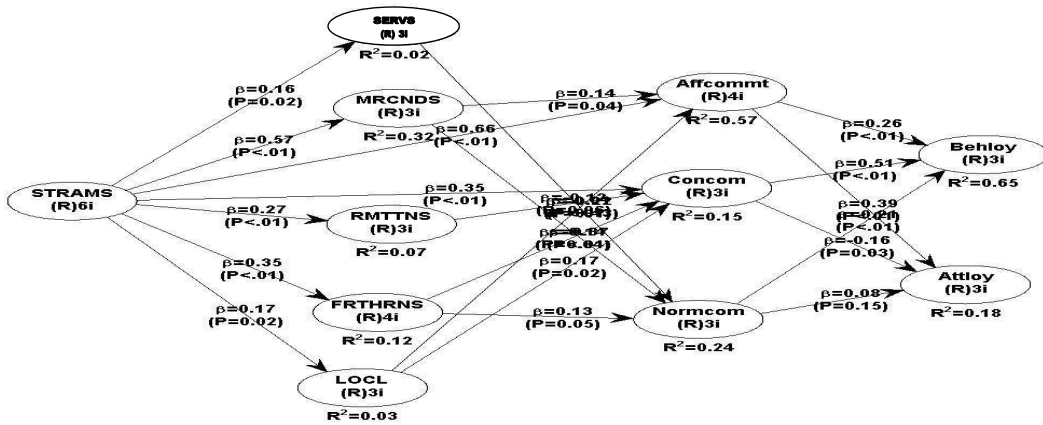 SERVS
(R) 3i
R²=0.02
β=0.16
(P=0.02)
MRCNDS
(R)3i
R²=0.32
β=0.14
(P=0.04)
Affcommt
(R)4i
R²=0.57
β=0.57
(P<.01)
β=0.66
(P<.01)
β=0.26
(P<.01)
Behloy
(R)3i
R²=0.65
STRAMS
(R)6i
β=0.35
(P<.01)
Concom
(R)3i
R²=0.15
β=0.51
(P<.01)
β=0.27
(P<.01)
RMTTNS
(R)3i
R²=0.07
β=0.39
(P<.01)
β=0.35
(P<.01)
β=0.17
(P=0.02)
β=-0.16
(P=0.03)
Attloy
(R)3i
R²=0.18
FRTHRNS
(R)4i
R²=0.12
β=0.13
(P=0.05)
Normcom
(R)3i
R²=0.24
β=0.08
(P=0.15)
β=0.17
(P=0.02)
LOCL
(R)3i
R²=0.03